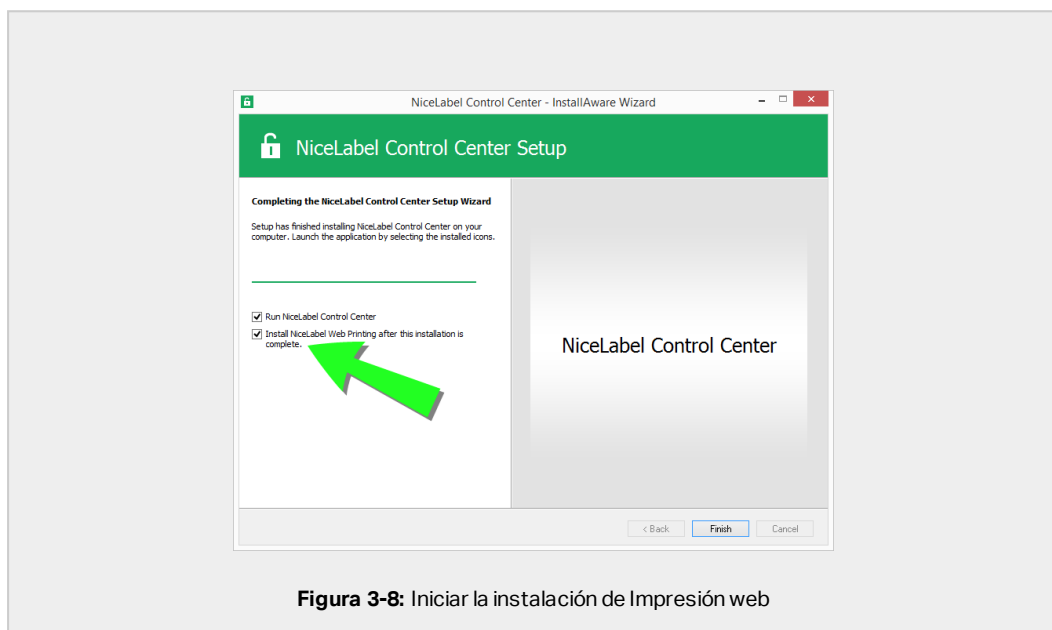 NiceLabel Control Center - InstallAware Wizard
NiceLabel Control Center Setup
Completing the NiceLabel Control Center Setup Wizard
Setup has finished installing NiceLabel Control Center on your
computer. Launch the application by selecting the installed icons.
Run NiceLabel Control Center
Install NiceLabel Web Printing after this installation is
complete.
NiceLabel Control Center
< Back
Finish
Cancel
Figura 3-8: Iniciar la instalación de Impresión web